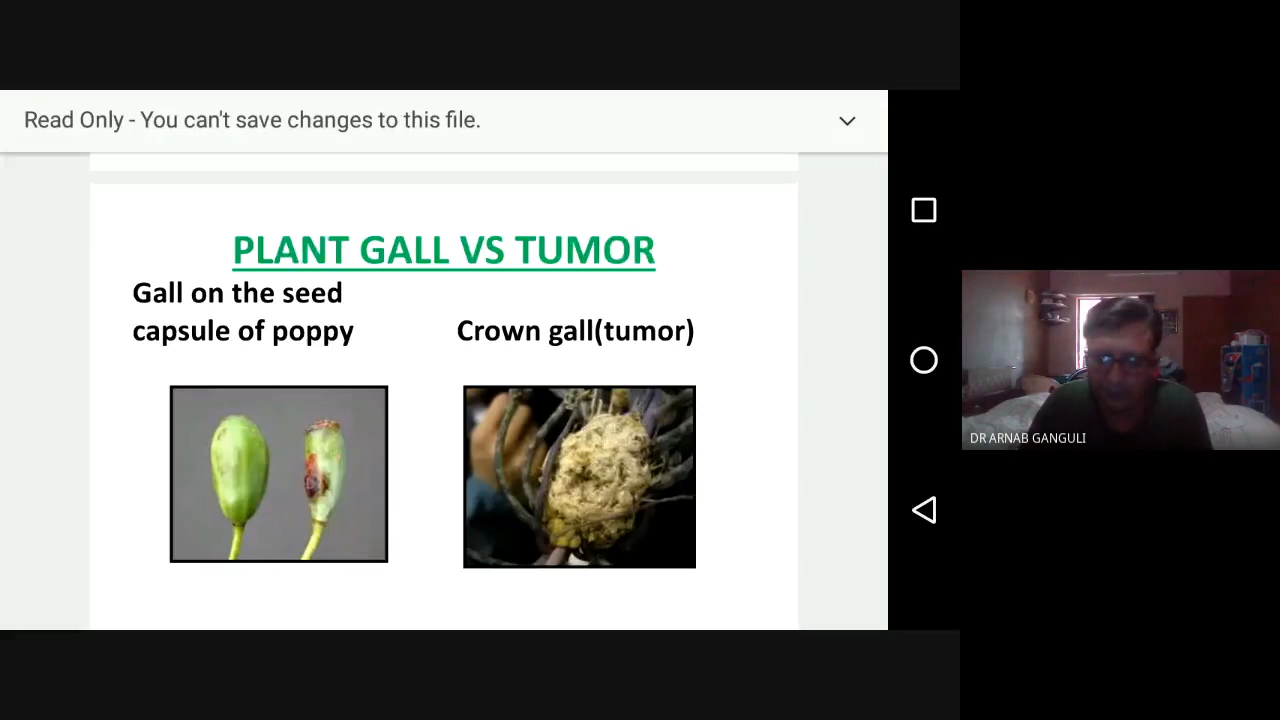 Read Only - You can't save changes to this file.
PLANT GALL VS TUMOR
Gall on the seed
capsule of poppy
Crown gall(tumor)
DR ARNAB GANGULI